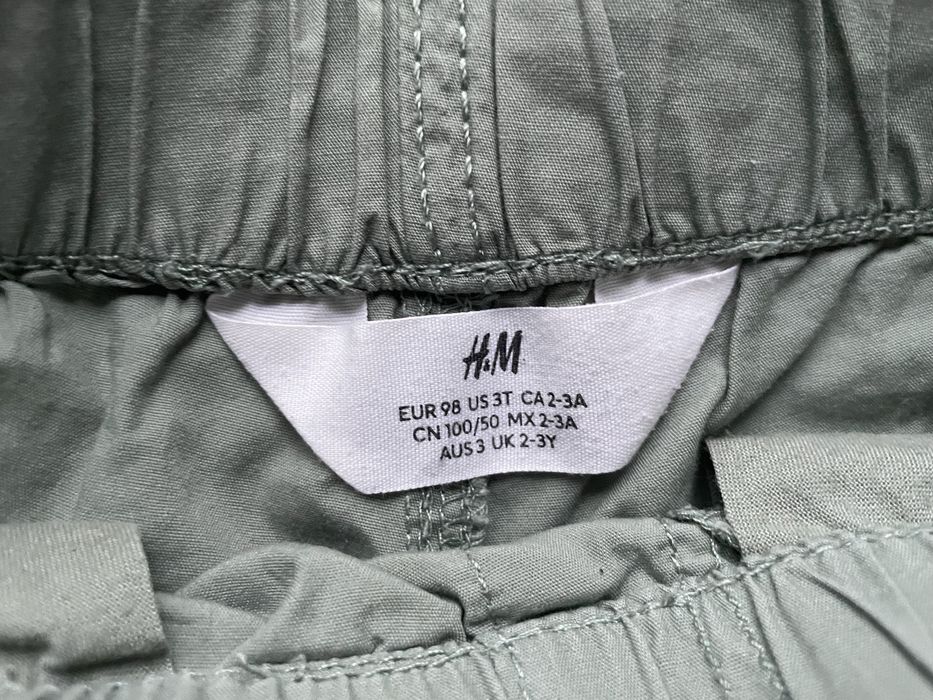 H&M
EUR 98 US 3T CA 2-3A
CN 100/50 MX 2-3A
AUS 3 UK 2-3Y